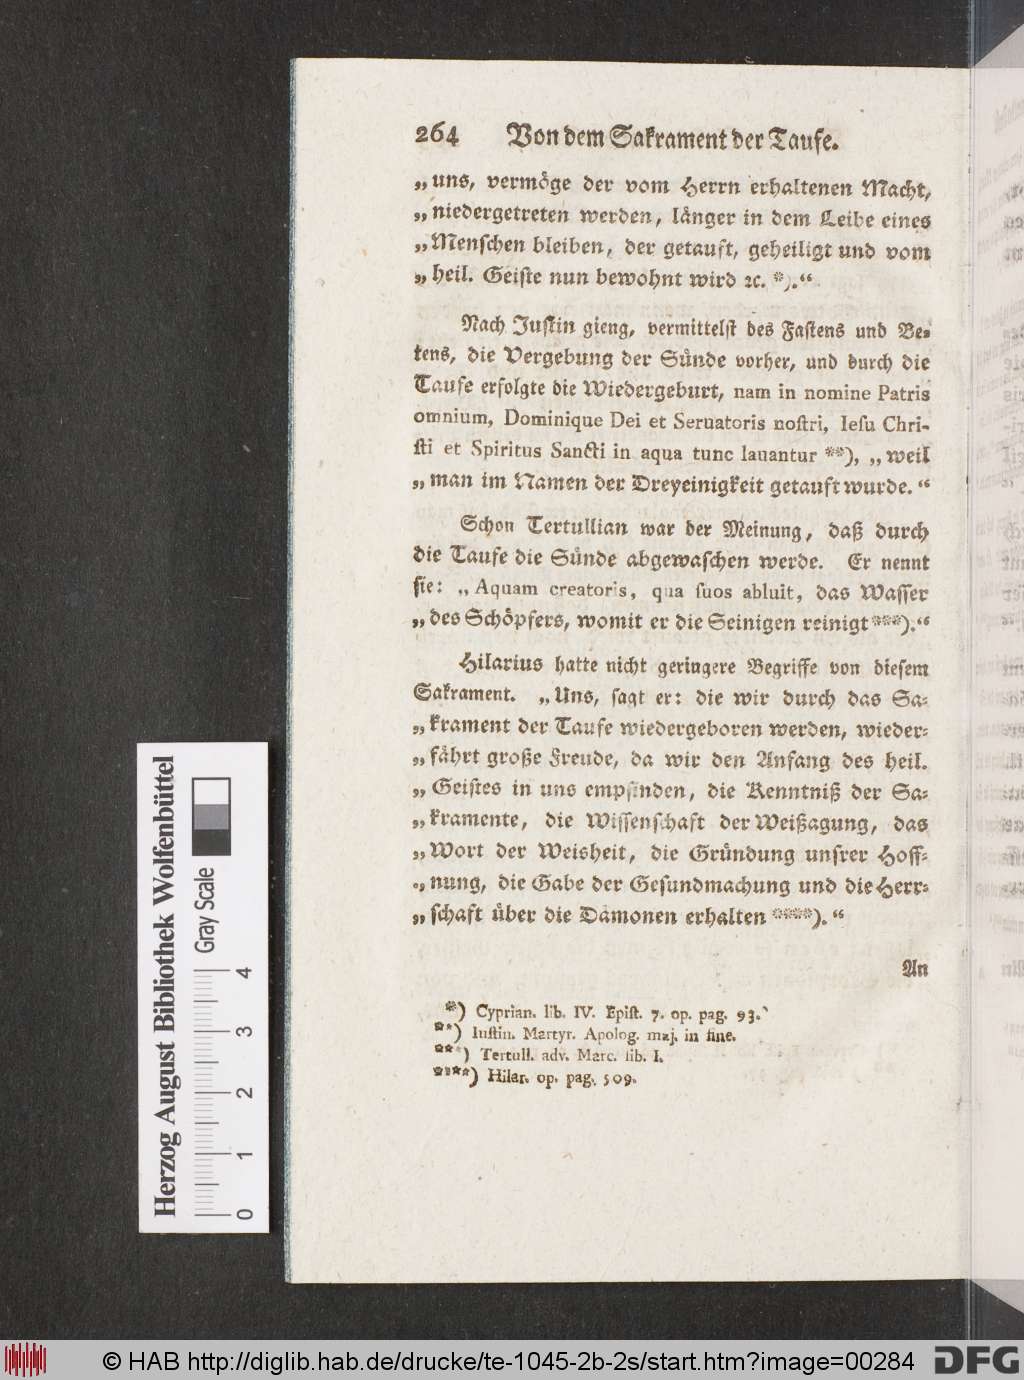 264 Von dem Sakrament der Taufe.
„uns, vermöge der vom Herrn erhaltenen Macht,
„niedergetreten werden, länger in dem Leibe eines
„Menschen bleiben, der getauft, geheiligt und vom
„heil. Geiste nun bewohnt wird ꝛc. *).“
Nach Justin gieng, vermittelst des Fastens und Be⸗
tens, die Vergebung der Sünde vorher, und durch die
Taufe erfolgte die Wiedergeburt, nam in nomine Patris
omnium, Dominique Dei et Seruatoris noſtri, Ieſu Chri-
ſti et Spiritus Sancti in aqua tunc lauantur **), „weil
„man im Namen der Dreyeinigkeit getauft wurde.“
Schon Tertullian war der Meinung, daß durch
die Taufe die Sünde abgewaschen werde. Er nennt
sie: „Aquam creatoris, qua ſuos abluit, das Wasser
„des Schöpfers, womit er die Seinigen reinigt ***).“
Hilarius hatte nicht geringere Begriffe von diesem
Sakrament. „Uns, sagt er: die wir durch das Sa⸗
„krament der Taufe wiedergeboren werden, wieder⸗
„fährt große Freude, da wir den Anfang des heil.
„Geistes in uns empfinden, die Kenntniß der Sa⸗
„kramente, die Wissenschaft der Weißagung, das
„Wort der Weisheit, die Gründung unsrer Hoff⸗
„nung, die Gabe der Gesundmachung und die Herr⸗
„schaft über die Dämonen erhalten ****).“
An
*) Cyprian. lib. IV. Epiſt. 7. op. pag. 93.
**) Iuſtin. Martyr. Apolog. maj. in fine.
***) Tertull. adv. Marc. lib. I.
****) Hilar. op. pag. 509.
Herzog August Bibliothek Wolfenbüttel
Gray Scale
0 1 2 3 4
© HAB http://diglib.hab.de/drucke/te-1045-2b-2s/start.htm?image=00284
DFG